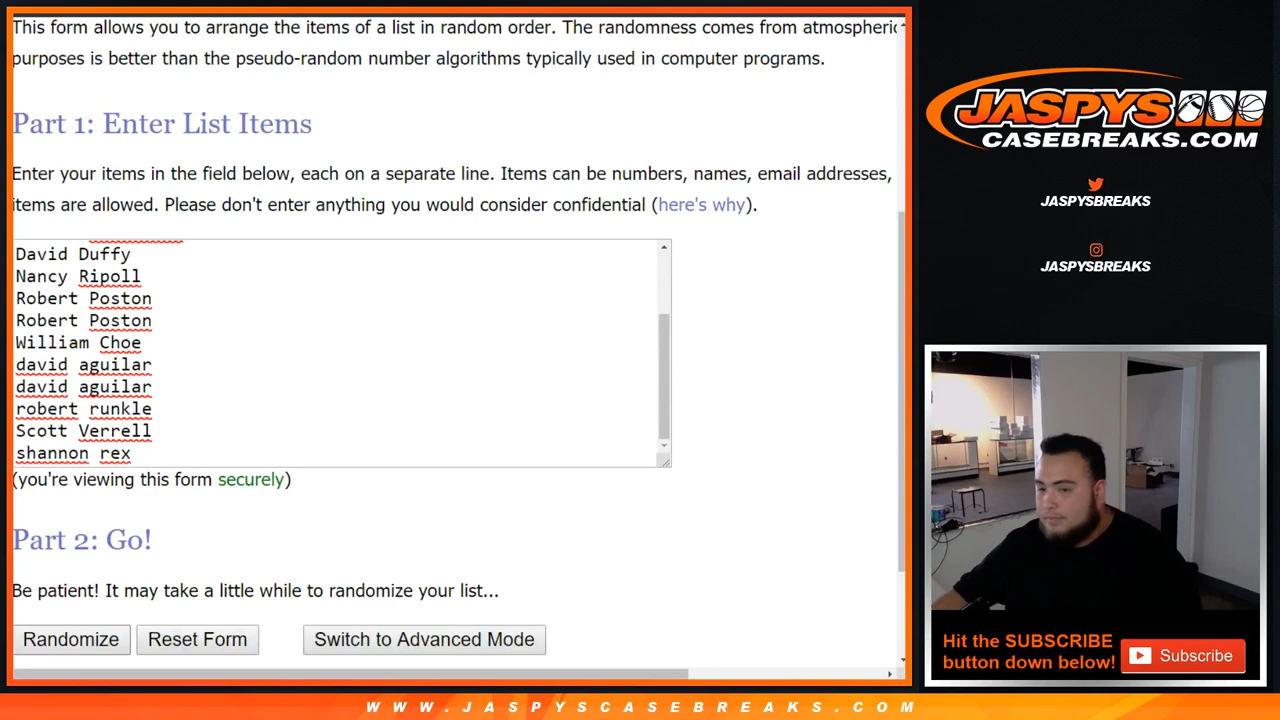 This form allows you to arrange the items of a list in random order. The randomness comes from atmospheric
purposes is better than the pseudo-random number algorithms typically used in computer programs.
Part 1: Enter List Items
Enter your items in the field below, each on a separate line. Items can be numbers, names, email addresses,
items are allowed. Please don't enter anything you would consider confidential (here's why).
David Duffy
Nancy Ripoll
Robert Poston
Robert Poston
William Choe
david aguilar
david aguilar
robert runkle
Scott Verrell
shannon rex
(you're viewing this form securely)
Part 2: Go!
Be patient! It may take a little while to randomize your list...
Randomize
Reset Form
Switch to Advanced Mode
JASPYS
CASEBREAKS.COM
JASPYSBREAKS
JASPYSBREAKS
Hit the SUBSCRIBE
button down below!
Subscribe
WWW.JASPYSCASEBREAKS.COM